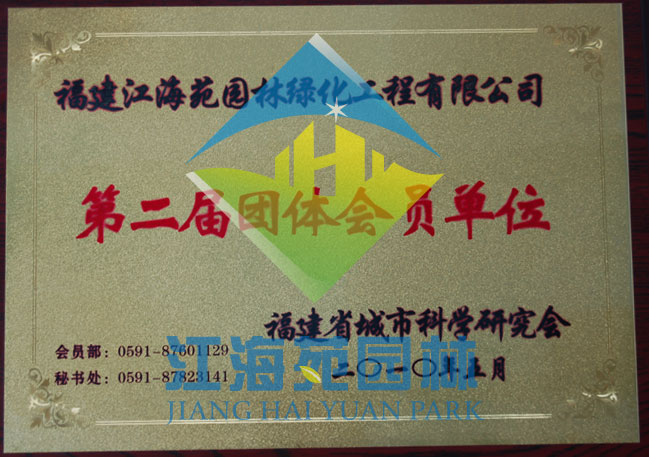 福建江海苑园林绿化工程有限公司
第二届团体会员单位
福建省城市科学研究会
会员部：0591-87601129
秘书处：0591-87823141
二〇一〇年五月
江海苑园林
JIANG HAI YUAN PARK